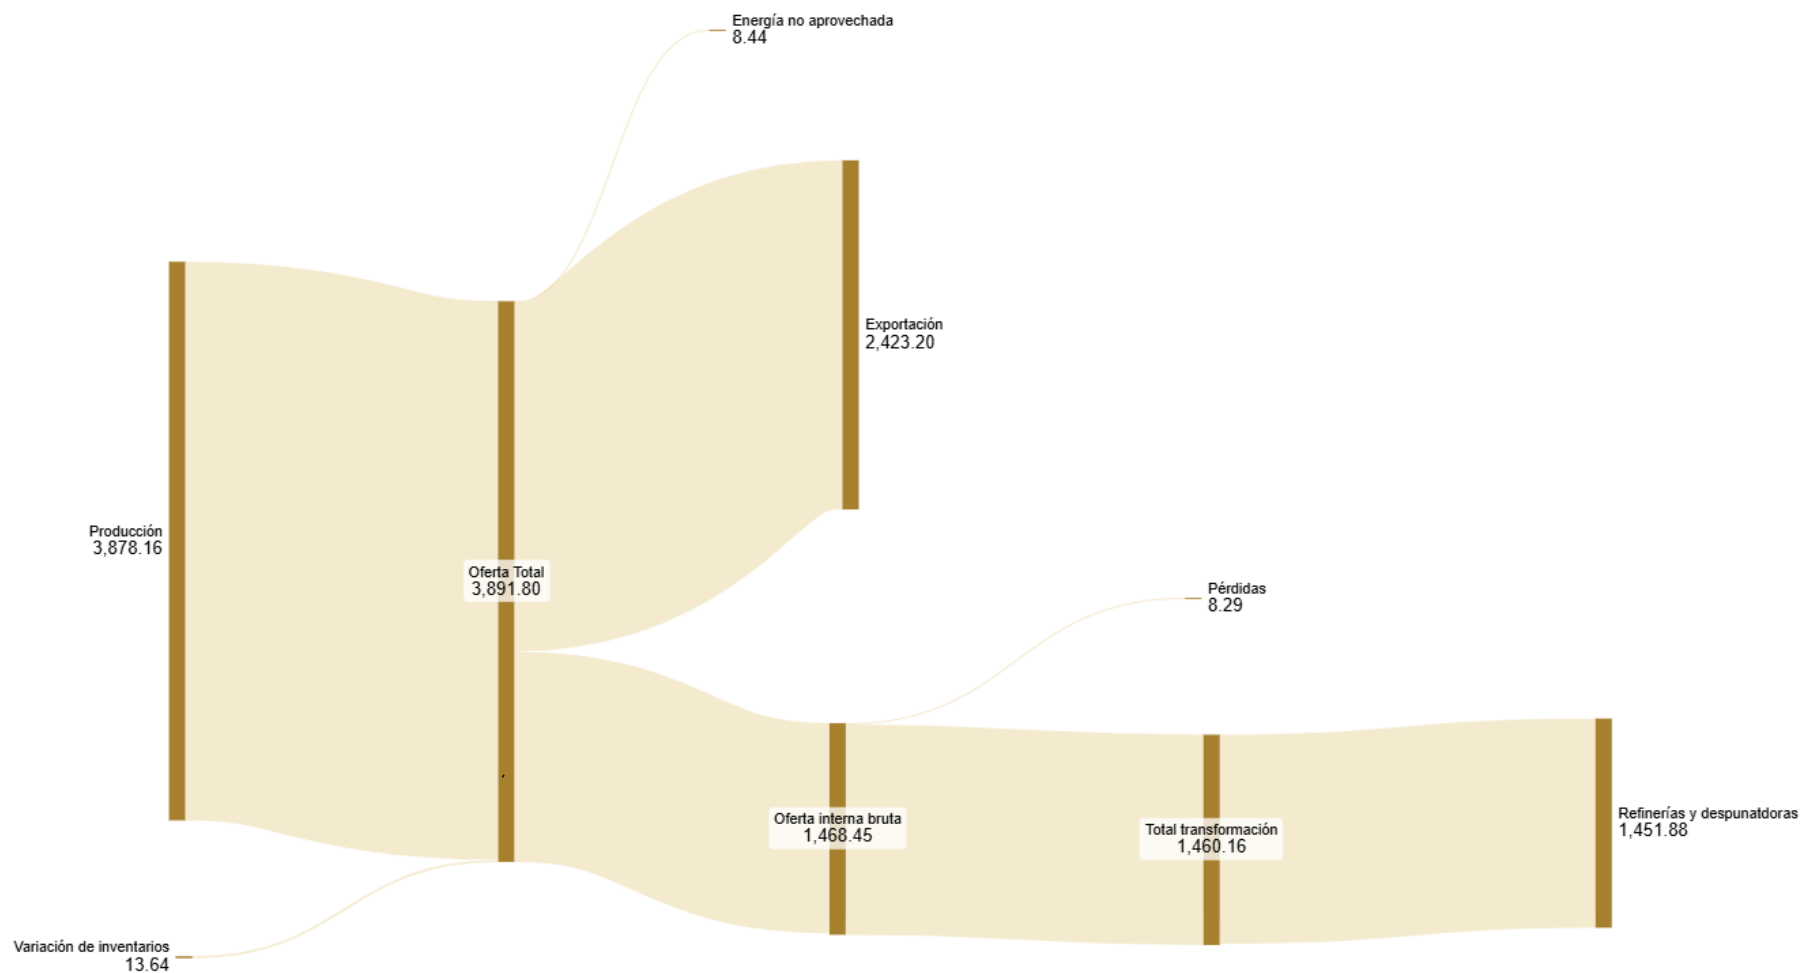 Energía no aprovechada
8.44
Exportación
2,423.20
Producción
3,878.16
Oferta Total
3,891.80
Pérdidas
8.29
Oferta interna bruta
1,468.45
Total transformación
1,460.16
Refinerías y despunatdoras
1,451.88
Variación de inventarios
13.64